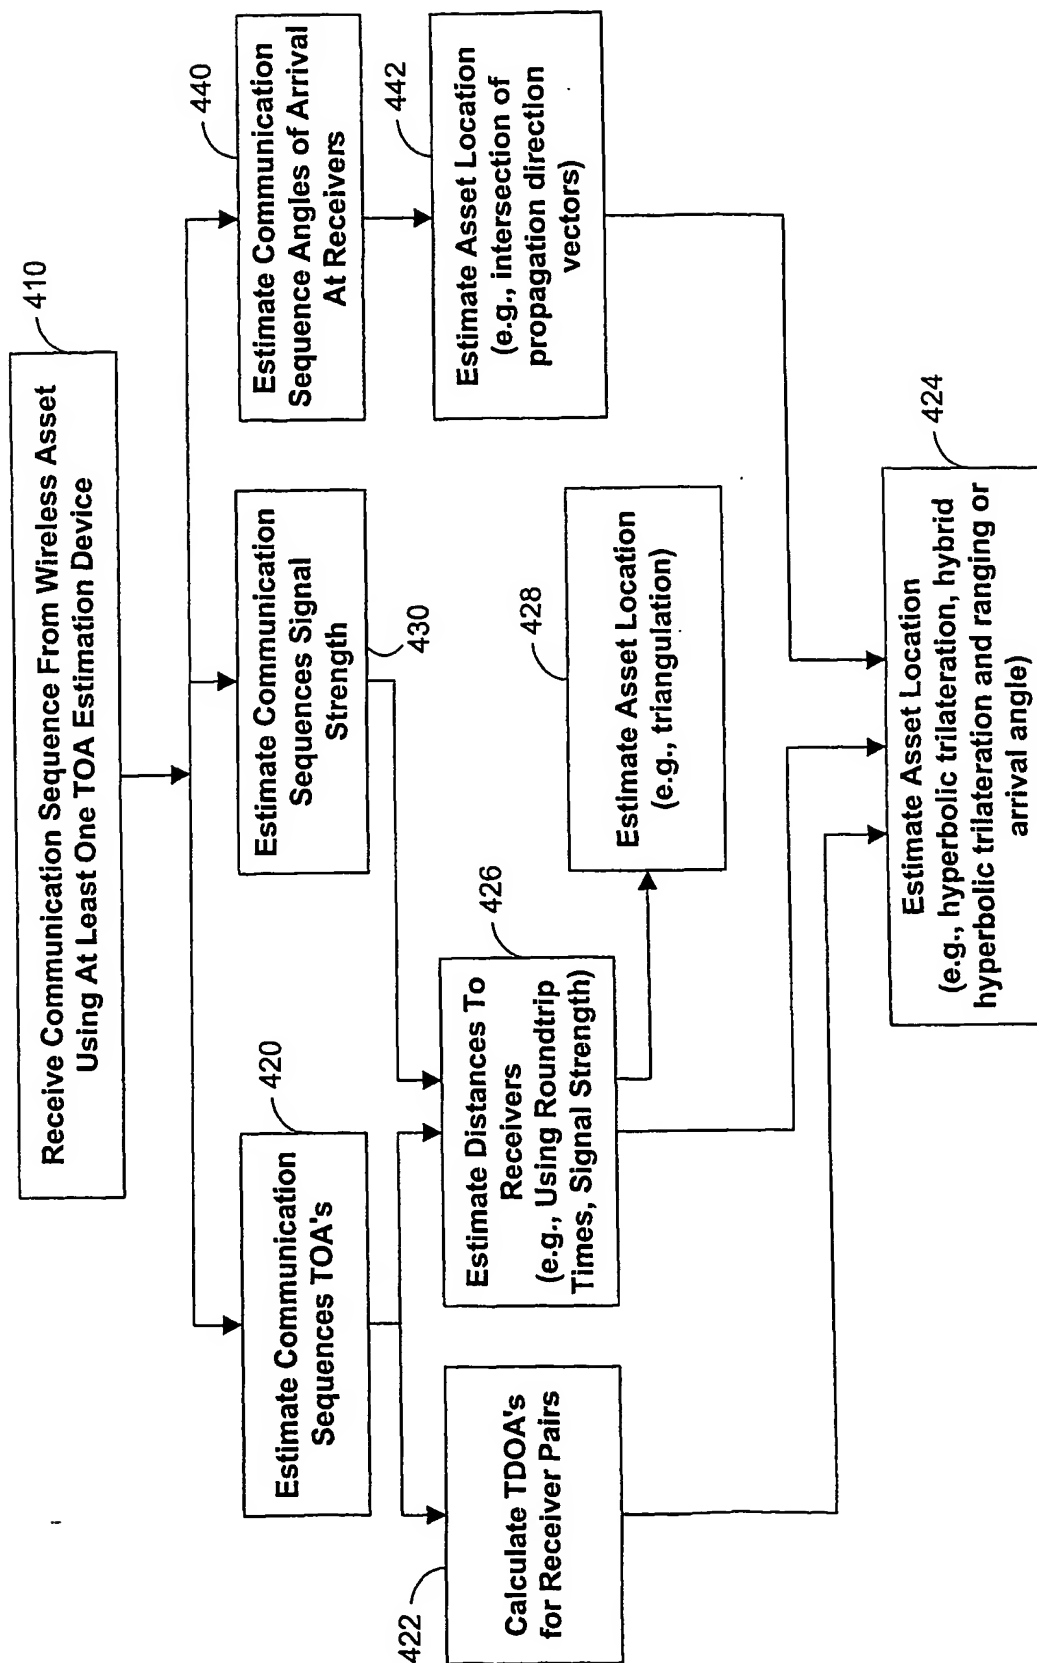 410
Receive Communication Sequence From Wireless Asset
Using At Least One TOA Estimation Device
420
Estimate Communication
Sequences TOA's
Estimate Communication
Sequences Signal
Strength
430
440
Estimate Communication
Sequence Angles of Arrival
At Receivers
422
Calculate TDOA's
for Receiver Pairs
426
Estimate Distances To
Receivers
(e.g., Using Roundtrip
Times, Signal Strength)
428
Estimate Asset Location
(e.g., triangulation)
442
Estimate Asset Location
(e.g., intersection of
propagation direction
vectors)
424
Estimate Asset Location
(e.g., hyperbolic trilateration, hybrid
hyperbolic trilateration and ranging or
arrival angle)